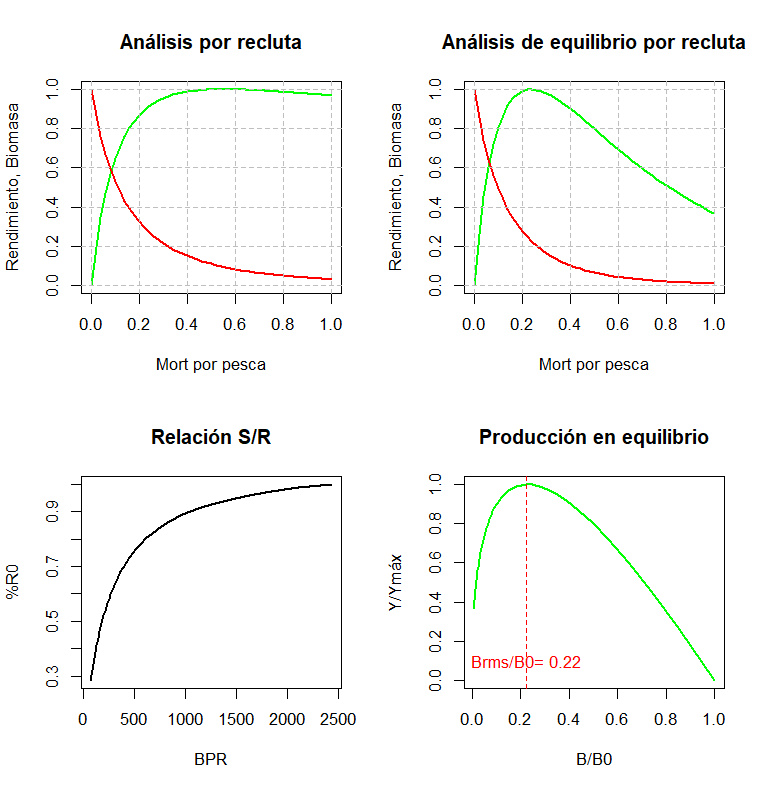 Análisis por recluta
Rendimiento, Biomasa
0.0 0.2 0.4 0.6 0.8 1.0
0.0 0.2 0.4 0.6 0.8 1.0
Mort por pesca
Análisis de equilibrio por recluta
Rendimiento, Biomasa
0.0 0.2 0.4 0.6 0.8 1.0
0.0 0.2 0.4 0.6 0.8 1.0
Mort por pesca
Relación S/R
%R0
0.3 0.5 0.7 0.9
0 500 1000 1500 2000 2500
BPR
Producción en equilibrio
Y/Ymáx
0.0 0.2 0.4 0.6 0.8 1.0
Brms/B0= 0.22
0.0 0.2 0.4 0.6 0.8 1.0
B/B0